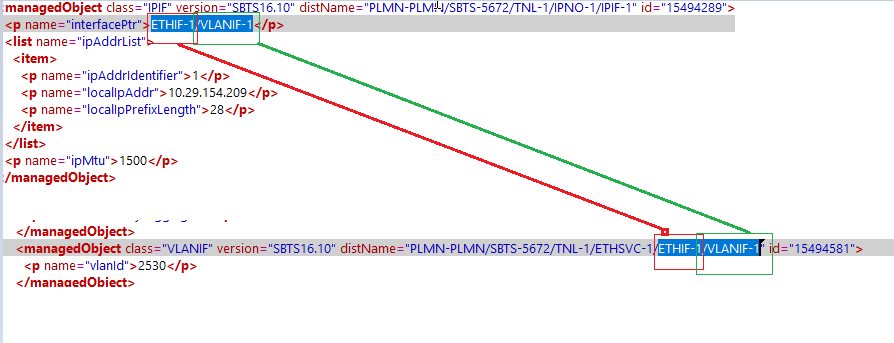 <managedObject class="IPIF" version="SBTS16.10" distName="PLMN-PLMN/SBTS-5672/TNL-1/IPNO-1/IPIF-1" id="15494289">
<p name="interfacePtr">ETHIF-1/VLANIF-1</p>
<list name="ipAddrList">
<item>
<p name="ipAddrIdentifier">1</p>
<p name="localIpAddr">10.29.154.209</p>
<p name="localIpPrefixLength">28</p>
</item>
</list>
<p name="ipMtu">1500</p>
/managedObject>
</managedObject>
<managedObject class="VLANIF" version="SBTS16.10" distName="PLMN-PLMN/SBTS-5672/TNL-1/ETHSVC-1/ETHIF-1/VLANIF-1" id="15494581">
<p name="vlanId">2530</p>
</managedObject>